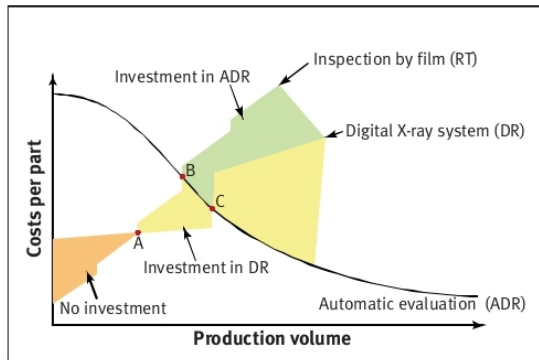 Inspection by film (RT)
Investment in ADR
Digital X-ray system (DR)
B
C
A
Investment in DR
No investment
Automatic evaluation (ADR)
Costs per part
Production volume